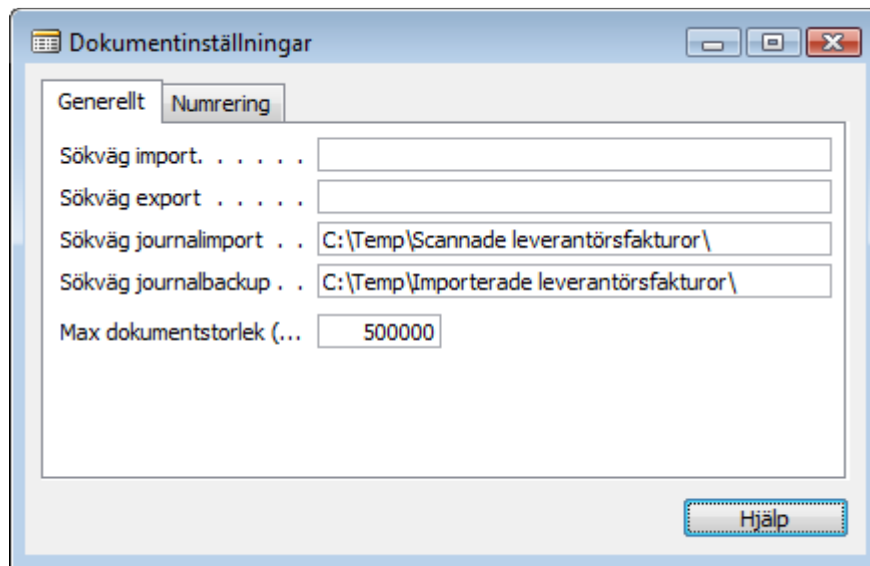 Dokumentinställningar
Generellt Numrering
Sökväg import. . . . . .
Sökväg export . . . . .
Sökväg journalimport . . C:\Temp\Scannade leverantörsfakturor\
Sökväg journalbackup . . C:\Temp\Importerade leverantörsfakturor\
Max dokumentstorlek (... 500000
Hjälp